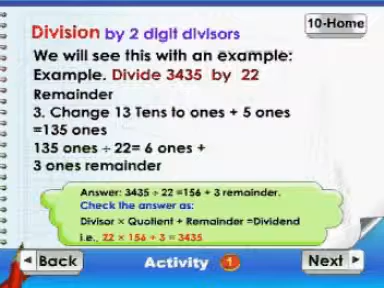 10-Home
Division by 2 digit divisors
We will see this with an example:
Example. Divide 3435 by 22
Remainder
3. Change 13 Tens to ones + 5 ones
=135 ones
135 ones ÷ 22= 6 ones +
3 ones remainder
Answer: 3435 ÷ 22 =156 + 3 remainder.
Check the answer as:
Divisor × Quotient + Remainder =Dividend
i.e., 22 × 156 + 3 = 3435
Back
Activity 1
Next